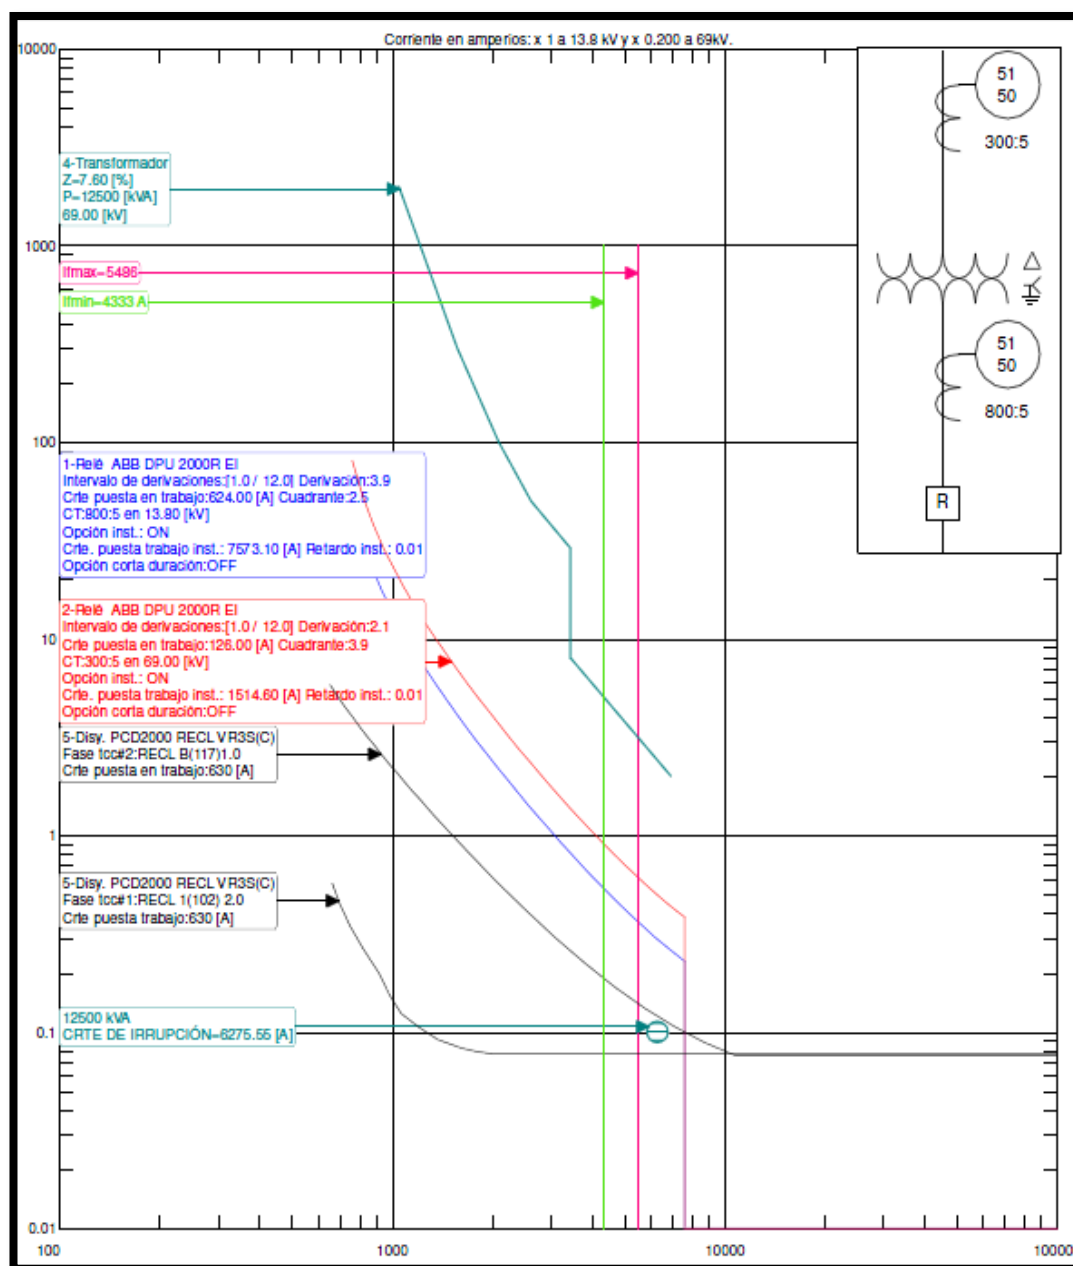 Corriente en amperios: x 1 a 13.8 kV y x 0.200 a 69kV.
10000
51
50
300:5
4-Transformador
Z=7.60 [%]
P=12500 [kVA]
69.00 [kV]
1000
Ifmax=5486
Ifmin=4333 A
51
50
800:5
100
1-Relé ABB DPU 2000R EI
Intervalo de derivaciones:[1.0 / 12.0] Derivación:3.9
Crte puesta en trabajo:624.00 [A] Cuadrante:2.5
CT:800:5 en 13.80 [kV]
Opción inst.: ON
Crte. puesta trabajo inst.: 7573.10 [A] Retardo inst.: 0.01
Opción corta duración:OFF
R
2-Relé ABB DPU 2000R EI
Intervalo de derivaciones:[1.0 / 12.0] Derivación:2.1
Crte puesta en trabajo:126.00 [A] Cuadrante:3.9
CT:300:5 en 69.00 [kV]
Opción inst.: ON
Crte. puesta trabajo inst.: 1514.60 [A] Retardo inst.: 0.01
Opción corta duración:OFF
10
5-Disy. PCD2000 RECL VR3S(C)
Fase tcc#2:RECL B(117)1.0
Crte puesta en trabajo:630 [A]
1
5-Disy. PCD2000 RECL VR3S(C)
Fase tcc#1:RECL 1(102) 2.0
Crte puesta trabajo:630 [A]
12500 kVA
CRTE DE IRRUPCIÓN=6275.55 [A]
0.1
0.01
100
1000
10000
10000